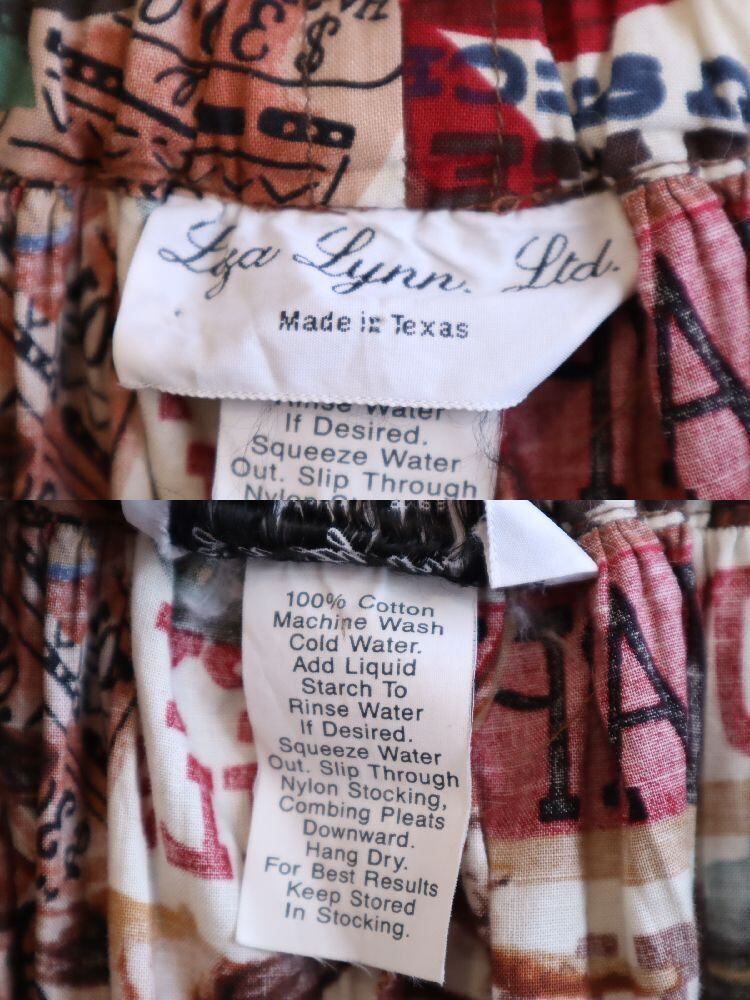 $
Lza Lynn. Ltd.
Made in Texas
Rinse Water
If Desired.
Squeeze Water
Out. Slip Through
100% Cotton
Machine Wash
Cold Water.
Add Liquid
Starch To
Rinse Water
If Desired.
Squeeze Water
Out. Slip Through
Nylon Stocking,
Combing Pleats
Downward.
Hang Dry.
For Best Results
Keep Stored
In Stocking.